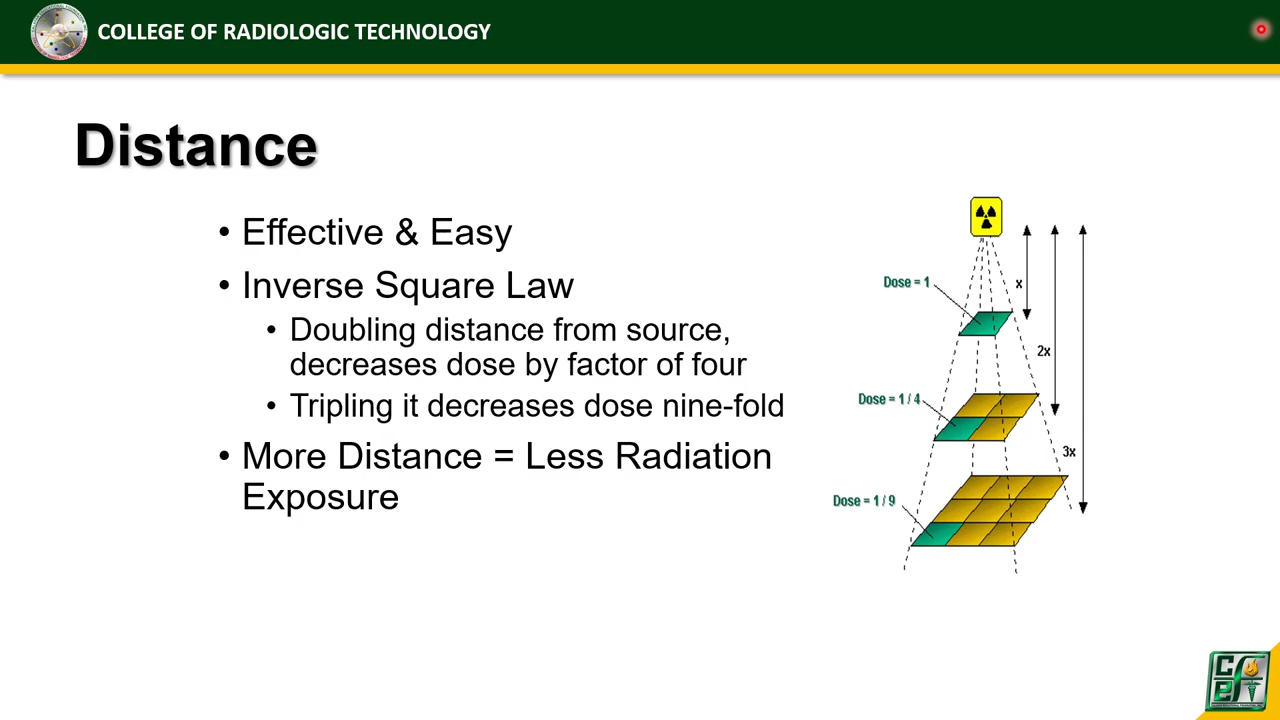 COLLEGE OF RADIOLOGIC TECHNOLOGY
Distance
• Effective & Easy
• Inverse Square Law
• Doubling distance from source,
decreases dose by factor of four
• Tripling it decreases dose nine-fold
• More Distance = Less Radiation
Exposure
Dose = 1
x
2x
Dose = 1 / 4
3x
Dose = 1 / 9